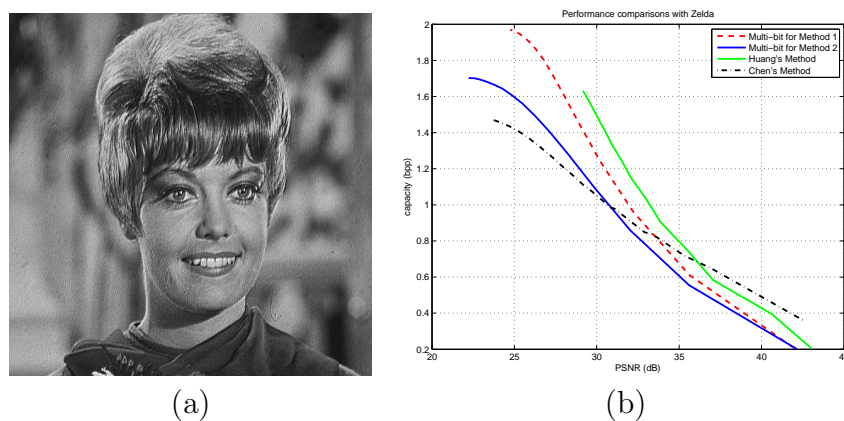 Performance comparisons with Zelda
2
1.8
1.6
1.4
1.2
1
0.8
0.6
0.4
0.2
capacity (bpp)
Multi-bit for Method 1
Multi-bit for Method 2
Huang's Method
Chen's Method
20 25 30 35 40 4
PSNR (dB)
(a) (b)